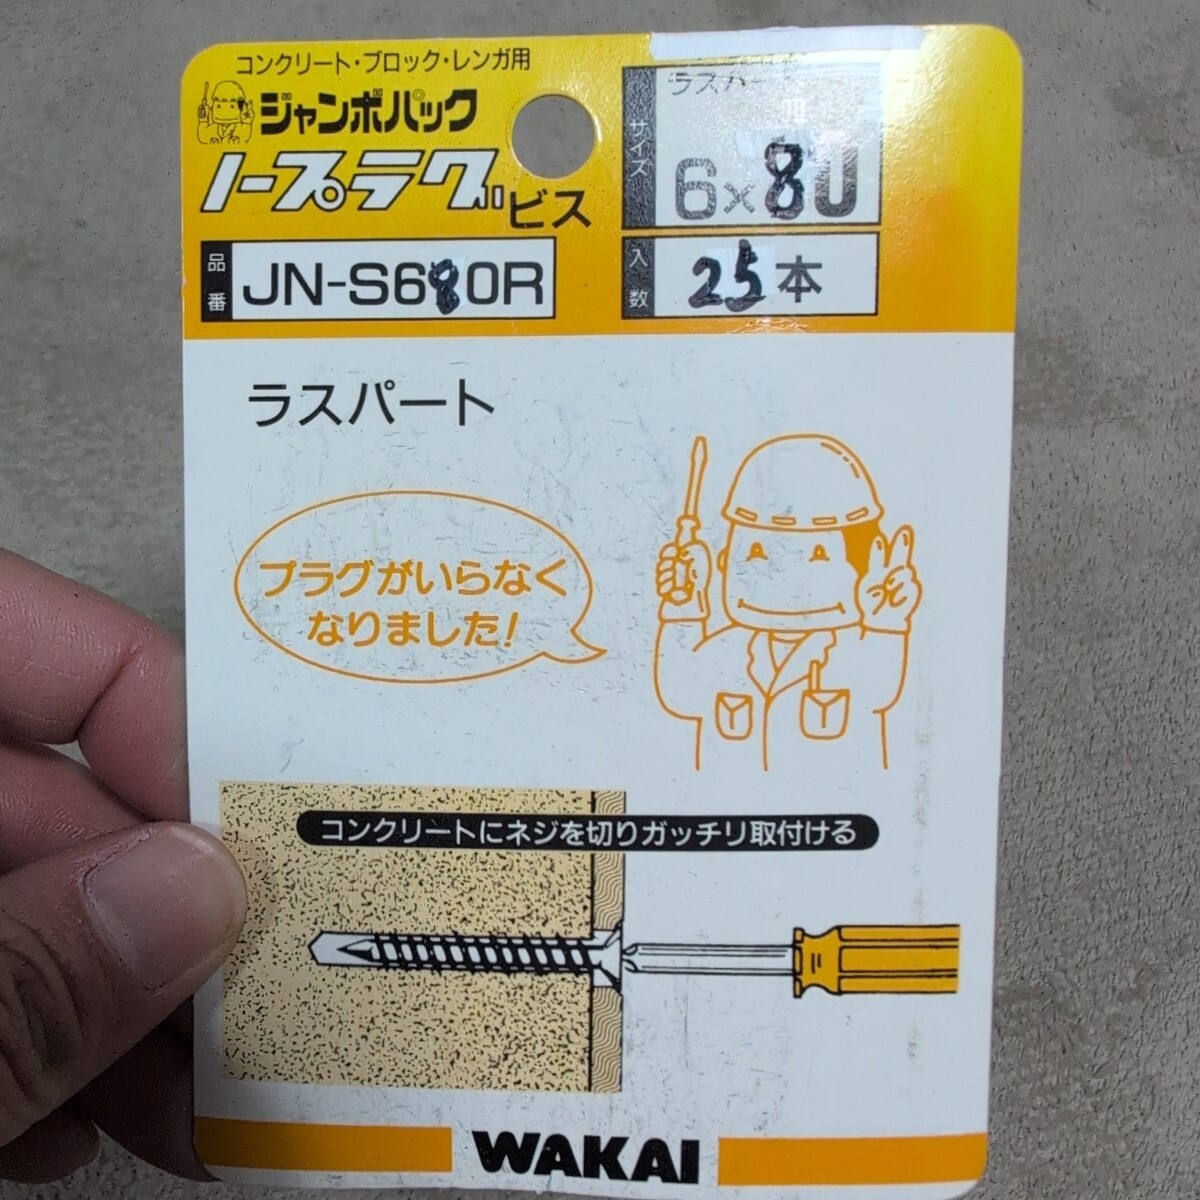 コンクリート・ブロック・レンガ用
ジャンボパック
ノープラグ ビス
品番 JN-S680R
サイズ 6×80
入数 25本
ラスパート
プラグがいらなく
なりました!
コンクリートにネジを切りガッチリ取付ける
WAKAI